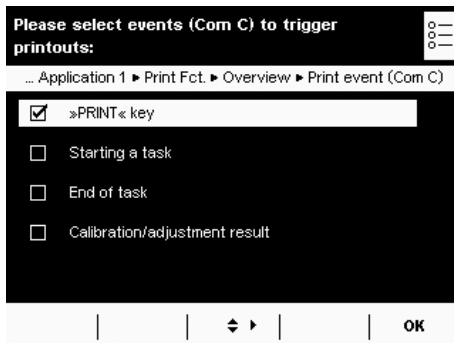 Please select events (Com C) to trigger
printouts:
... Application 1 ▸ Print Fct. ▸ Overview ▸ Print event (Com C)
»PRINT« key
Starting a task
End of task
Calibration/adjustment result
OK